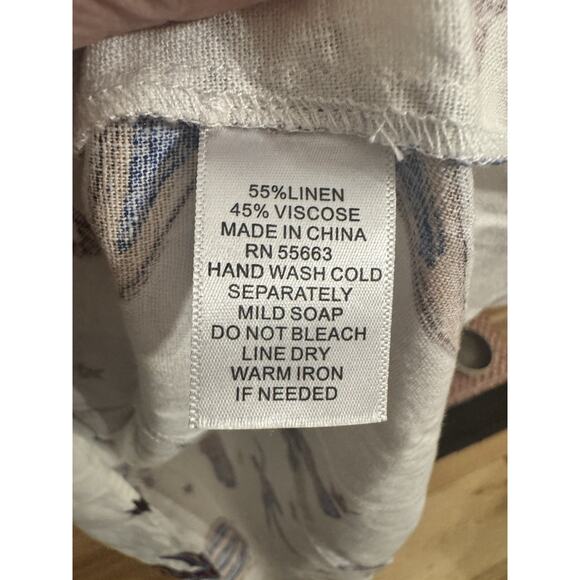 55%LINEN
45% VISCOSE
MADE IN CHINA
RN 55663
HAND WASH COLD
SEPARATELY
MILD SOAP
DO NOT BLEACH
LINE DRY
WARM IRON
IF NEEDED